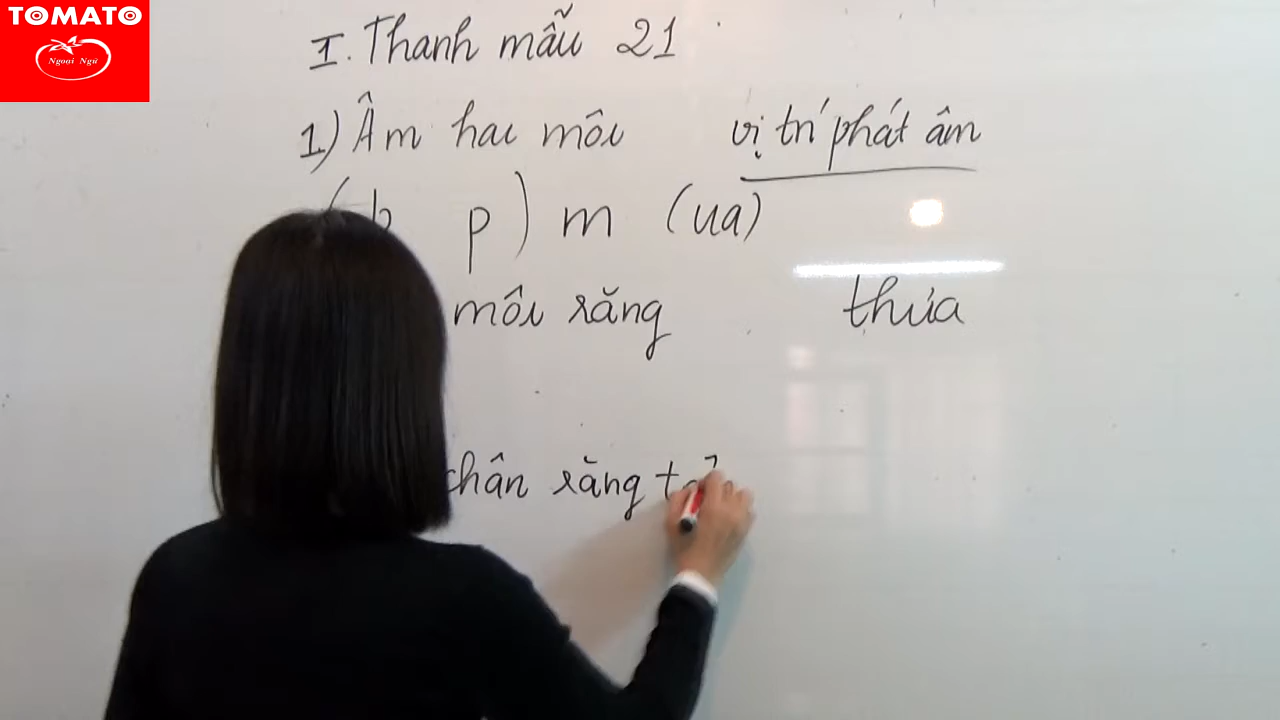 TOMATO
Ngoại Ngữ
I. Thanh mẫu 21
1) Âm hai môi vị trí phát âm
( b p ) m (ua)
môi răng thủa
chân răng